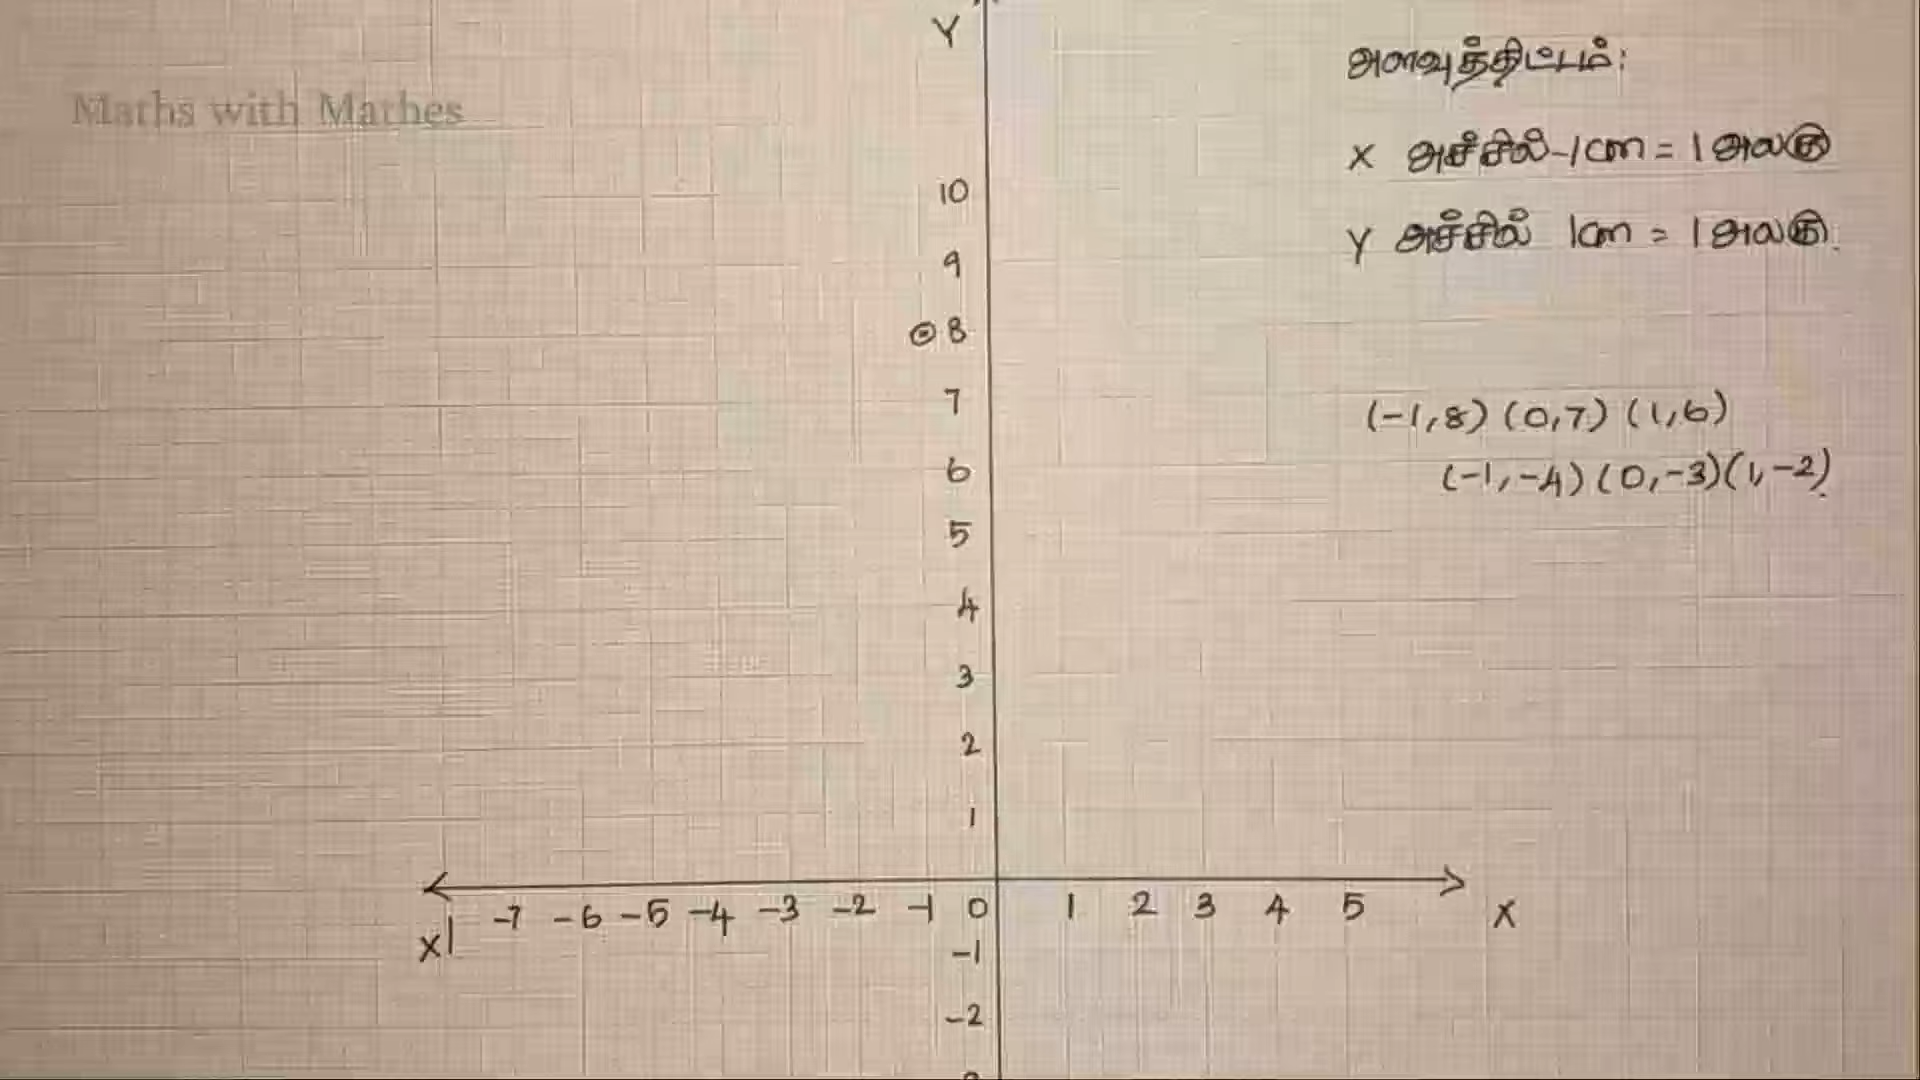 Y
Maths with Mathes
அளவுத்திட்டம்:
X அச்சில்-1cm = 1 அலகு
Y அச்சில் 1cm = 1 அலகு.
10
9
8
7
(-1,8) (0,7) (1,6)
6
(-1,-4) (0,-3) (1,-2).
5
4
3
2
1
-7 -6 -5 -4 -3 -2 -1 0 1 2 3 4 5 X
X|
-1
-2